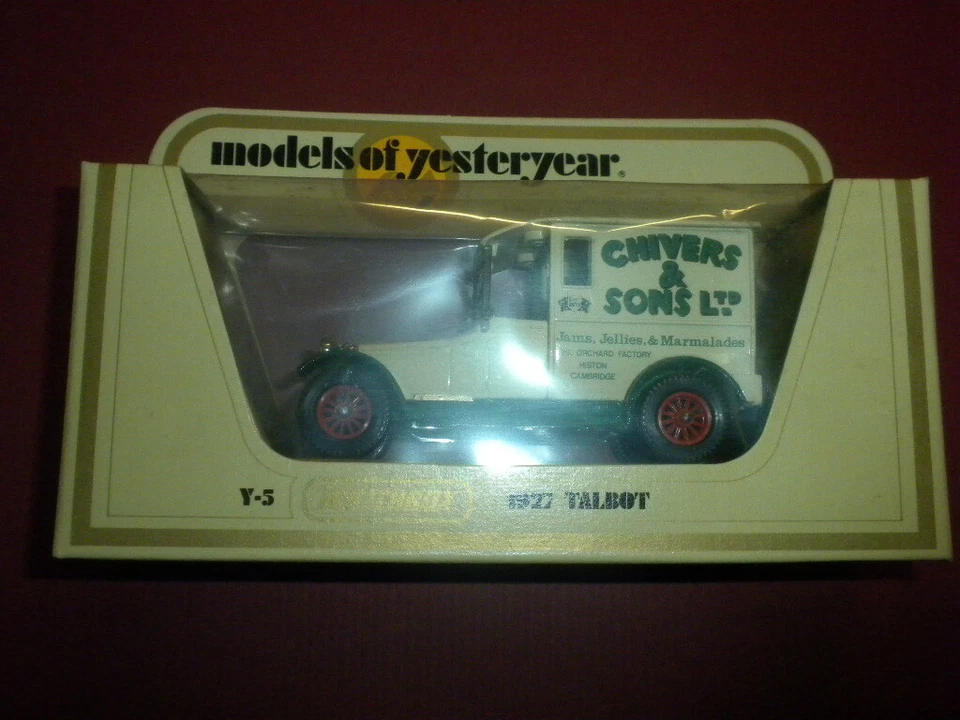 models of yesteryear®
CHIVERS
&
SONS LTD
Jams, Jellies, & Marmalades
ORCHARD FACTORY
HISTON
CAMBRIDGE
Y-5
1927 TALBOT